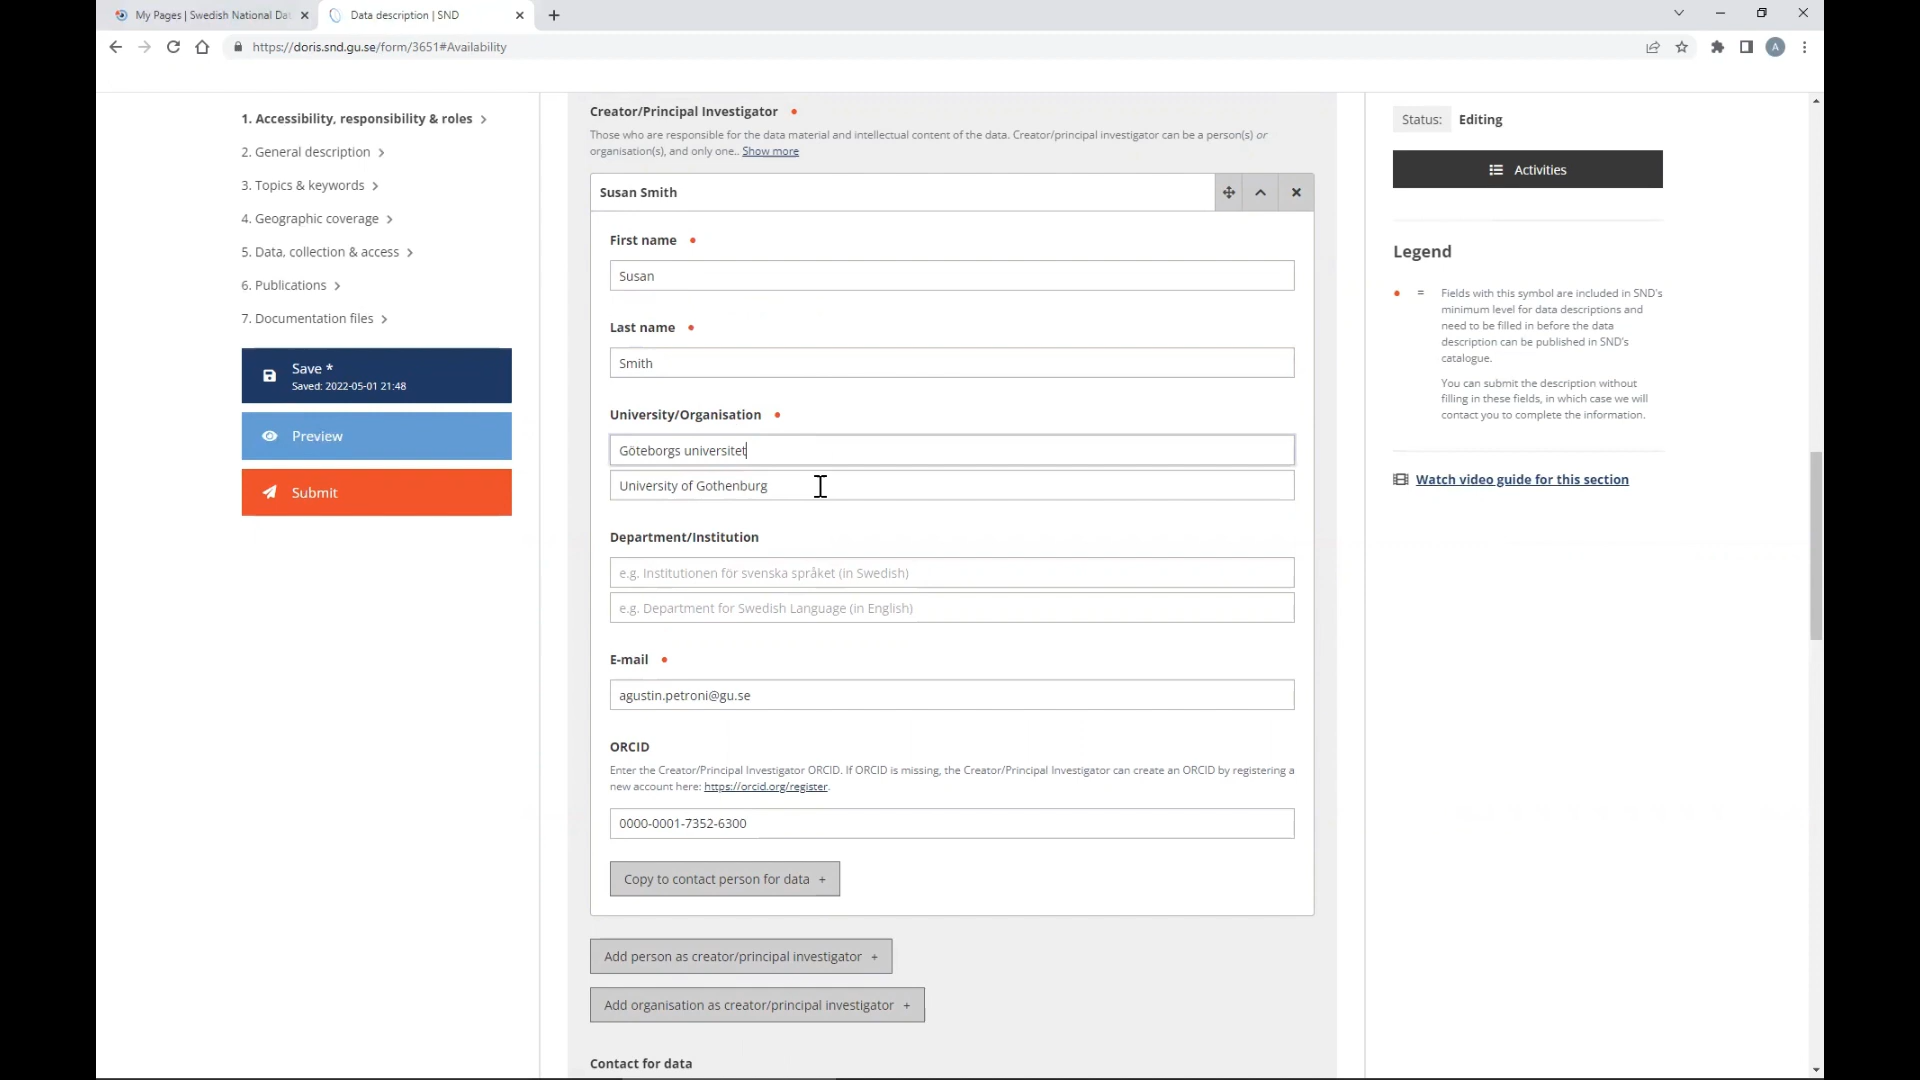 My Pages | Swedish National Dat
Data description | SND
https://doris.snd.gu.se/form/3651#Availability
A
1. Accessibility, responsibility & roles
2. General description
3. Topics & keywords
4. Geographic coverage
5. Data, collection & access
6. Publications
7. Documentation files
Save *
Saved: 2022-05-01 21:48
Preview
Submit
Creator/Principal Investigator
Those who are responsible for the data material and intellectual content of the data. Creator/principal investigator can be a person(s) or
organisation(s), and only one.. Show more
Susan Smith
First name
Susan
Last name
Smith
University/Organisation
Göteborgs universitet
University of Gothenburg
Department/Institution
e.g. Institutionen för svenska språket (in Swedish)
e.g. Department for Swedish Language (in English)
E-mail
agustin.petroni@gu.se
ORCID
Enter the Creator/Principal Investigator ORCID. If ORCID is missing, the Creator/Principal Investigator can create an ORCID by registering a
new account here: https://orcid.org/register.
0000-0001-7352-6300
Copy to contact person for data +
Add person as creator/principal investigator +
Add organisation as creator/principal investigator +
Contact for data
Status: Editing
Activities
Legend
= Fields with this symbol are included in SND's
minimum level for data descriptions and
need to be filled in before the data
description can be published in SND's
catalogue.
You can submit the description without
filling in these fields, in which case we will
contact you to complete the information.
Watch video guide for this section